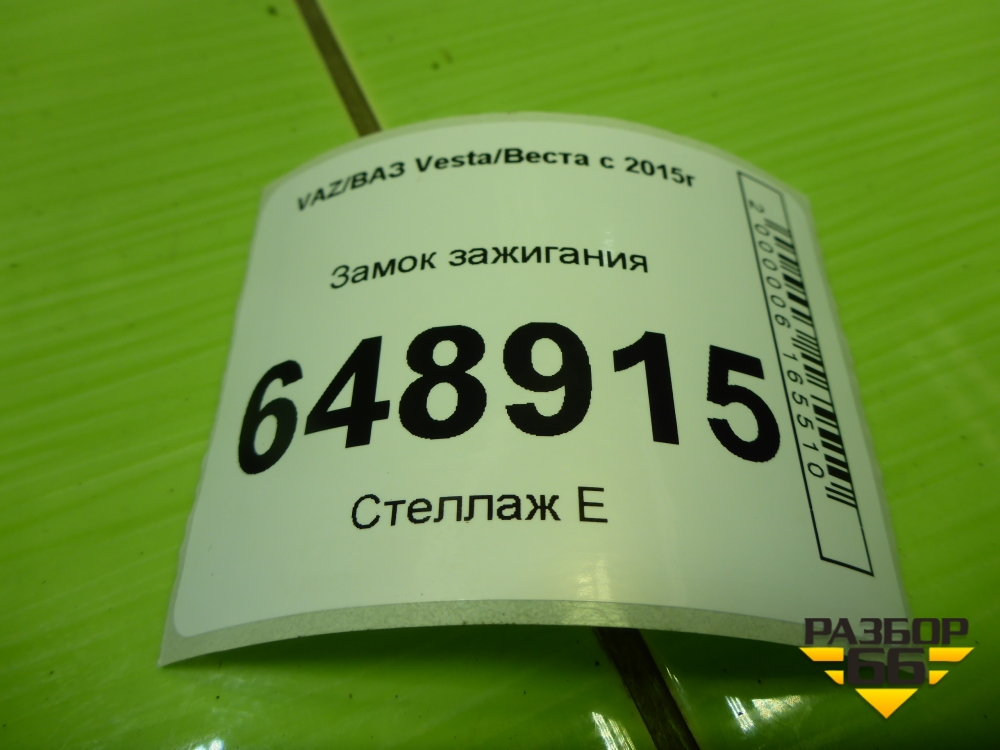 VAZ/ВАЗ Vesta/Веста с 2015г
Замок зажигания
648915
Стеллаж Е
2000006165510
РАЗБОР
66